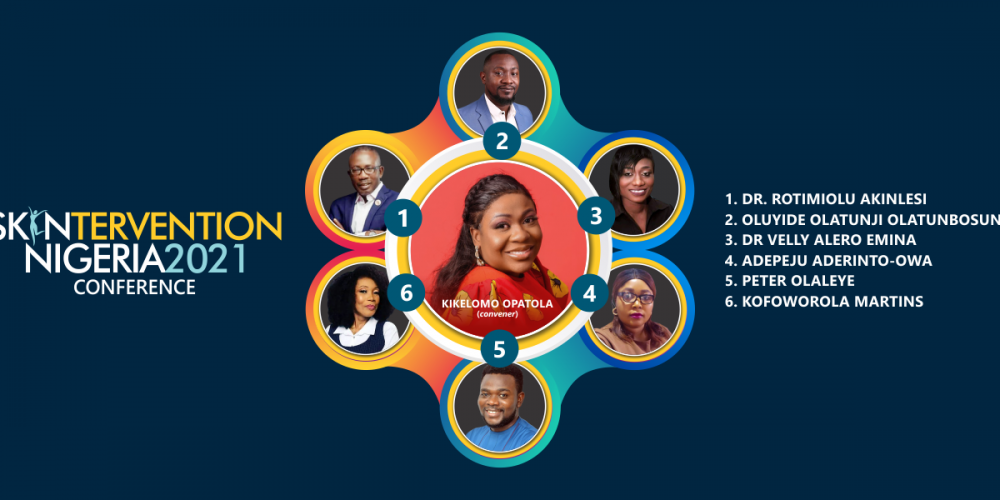 SKINTERVENTION
NIGERIA2021
CONFERENCE
2
1
3
6
4
KIKELOMO OPATOLA
(convener)
5
1. DR. ROTIMIOLU AKINLESI
2. OLUYIDE OLATUNJI OLATUNBOSUN
3. DR VELLY ALERO EMINA
4. ADEPEJU ADERINTO-OWA
5. PETER OLALEYE
6. KOFOWOROLA MARTINS